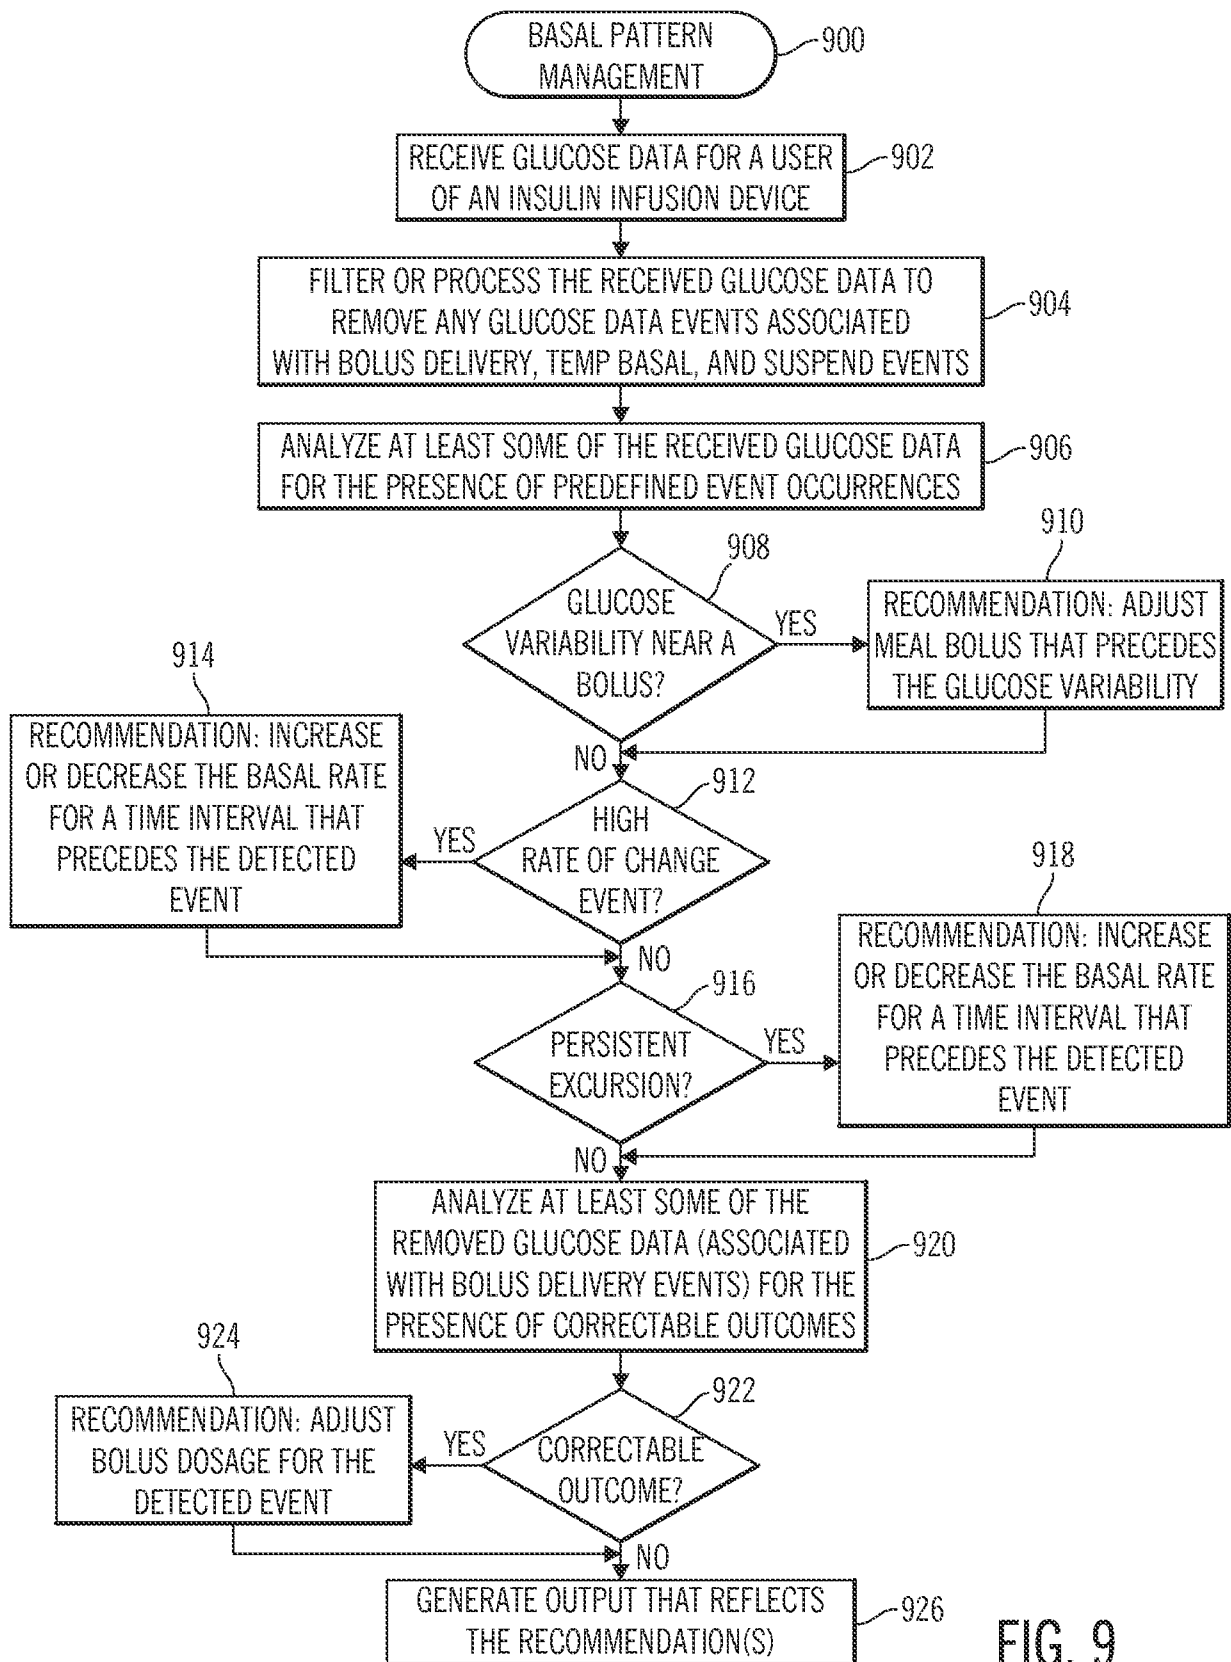 BASAL PATTERN
MANAGEMENT
900
RECEIVE GLUCOSE DATA FOR A USER
OF AN INSULIN INFUSION DEVICE
902
FILTER OR PROCESS THE RECEIVED GLUCOSE DATA TO
REMOVE ANY GLUCOSE DATA EVENTS ASSOCIATED
WITH BOLUS DELIVERY, TEMP BASAL, AND SUSPEND EVENTS
904
ANALYZE AT LEAST SOME OF THE RECEIVED GLUCOSE DATA
FOR THE PRESENCE OF PREDEFINED EVENT OCCURRENCES
906
GLUCOSE
VARIABILITY NEAR A
BOLUS?
908
YES
910
RECOMMENDATION: ADJUST
MEAL BOLUS THAT PRECEDES
THE GLUCOSE VARIABILITY
NO
HIGH
RATE OF CHANGE
EVENT?
912
YES
914
RECOMMENDATION: INCREASE
OR DECREASE THE BASAL RATE
FOR A TIME INTERVAL THAT
PRECEDES THE DETECTED
EVENT
NO
PERSISTENT
EXCURSION?
916
YES
918
RECOMMENDATION: INCREASE
OR DECREASE THE BASAL RATE
FOR A TIME INTERVAL THAT
PRECEDES THE DETECTED
EVENT
NO
ANALYZE AT LEAST SOME OF THE
REMOVED GLUCOSE DATA (ASSOCIATED
WITH BOLUS DELIVERY EVENTS) FOR THE
PRESENCE OF CORRECTABLE OUTCOMES
920
CORRECTABLE
OUTCOME?
922
YES
924
RECOMMENDATION: ADJUST
BOLUS DOSAGE FOR THE
DETECTED EVENT
NO
GENERATE OUTPUT THAT REFLECTS
THE RECOMMENDATION(S)
926
FIG. 9